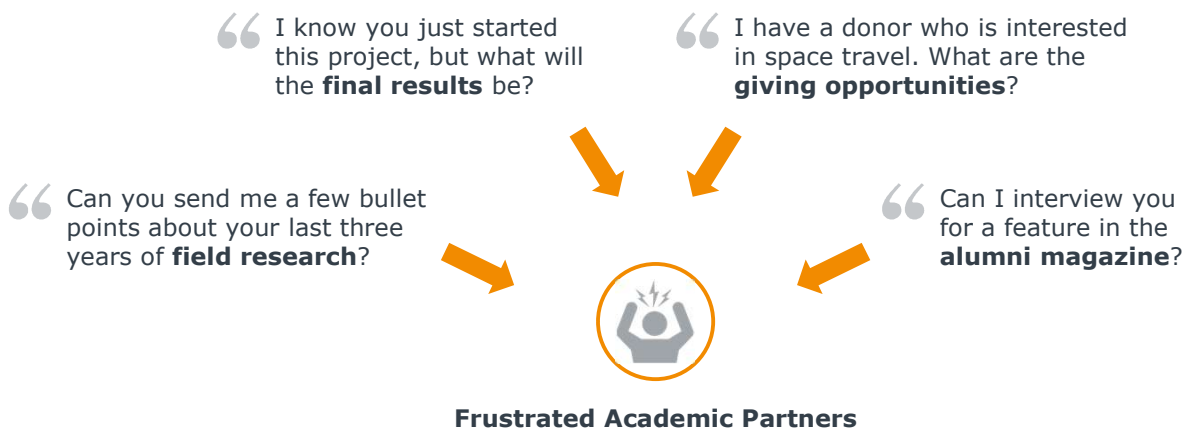 I know you just started
this project, but what will
the final results be?
I have a donor who is interested
in space travel. What are the
giving opportunities?
Can you send me a few bullet
points about your last three
years of field research?
Can I interview you
for a feature in the
alumni magazine?
Frustrated Academic Partners